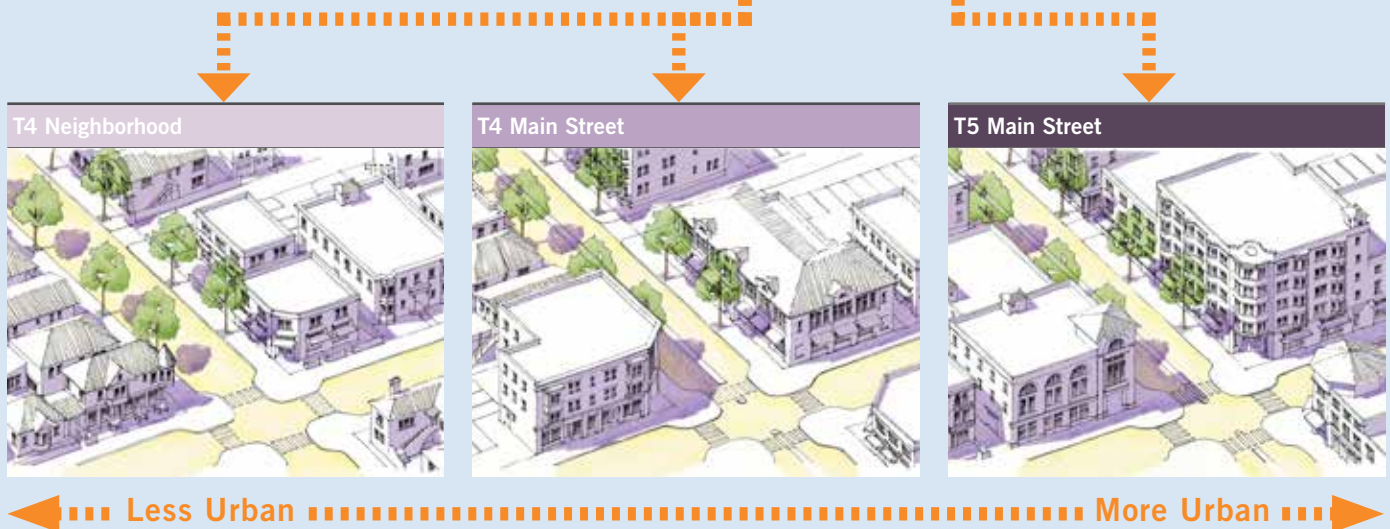 T4 Neighborhood
T4 Main Street
T5 Main Street
Less Urban
More Urban